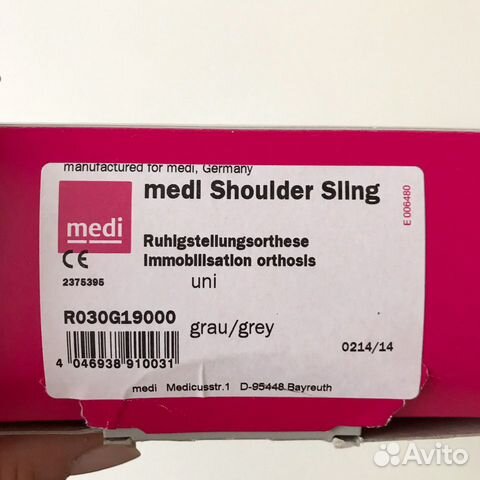 manufactured for medi, Germany
medi Shoulder Sling
medi
E 006480
Ruhigstellungsorthese
Immobilisation orthosis
CE
2375395
uni
R030G19000
grau/grey
4 046938 910031
0214/14
medi Medicusstr.1 D-95448 Bayreuth
Avito